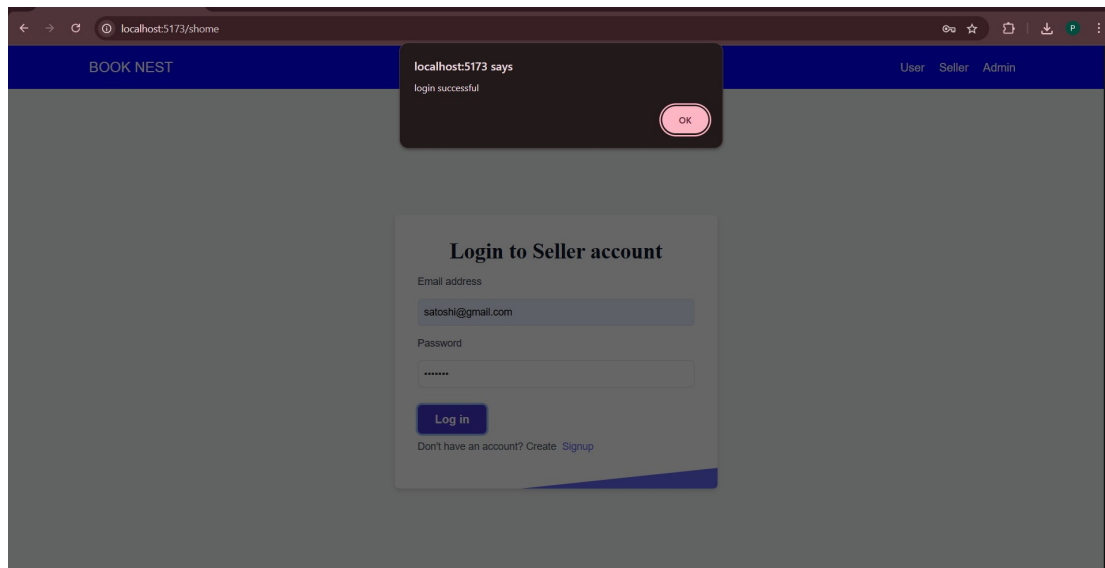 localhost:5173/shome
P
BOOK NEST
User Seller Admin
localhost:5173 says
login successful
OK
Login to Seller account
Email address
satoshi@gmail.com
Password
Log in
Don't have an account? Create Signup